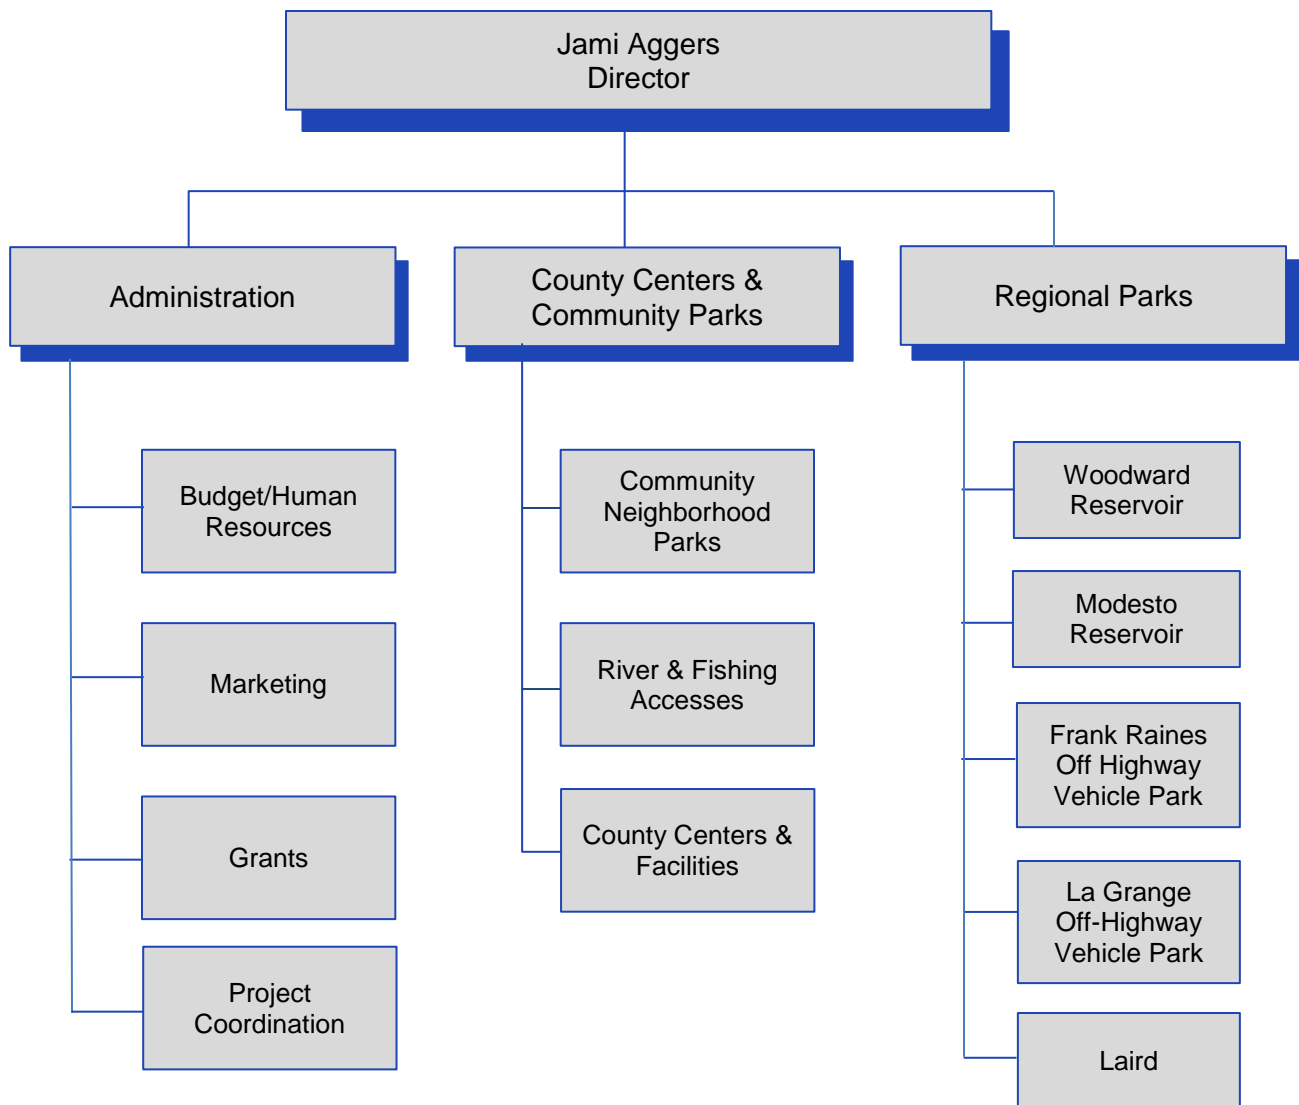 Jami Aggers
Director
Administration
County Centers &
Community Parks
Regional Parks
Budget/Human
Resources
Marketing
Grants
Project
Coordination
Community
Neighborhood
Parks
River & Fishing
Accesses
County Centers &
Facilities
Woodward
Reservoir
Modesto
Reservoir
Frank Raines
Off Highway
Vehicle Park
La Grange
Off-Highway
Vehicle Park
Laird